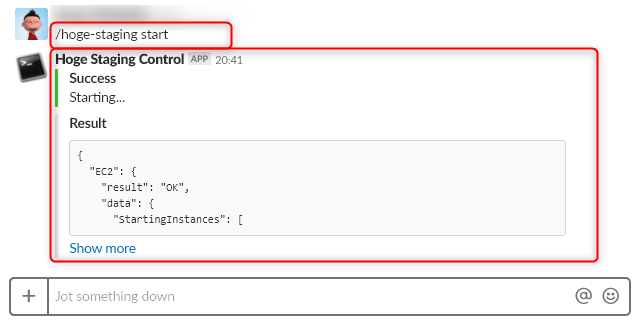 /hoge-staging start
Hoge Staging Control APP 20:41
Success
Starting...
Result
{
"EC2": {
"result": "OK",
"data": {
"StartingInstances": [
Show more
Jot something down